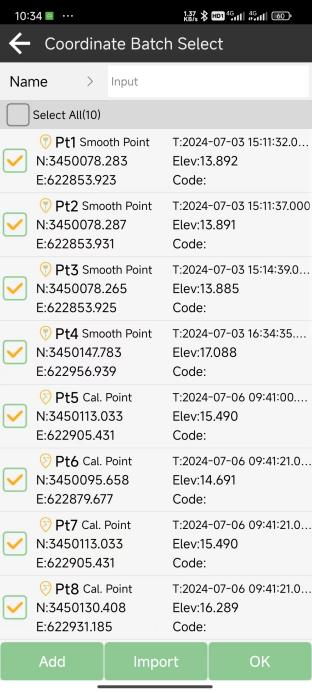 10:34 ··· 1.37 KB/s HD1 4G 4G 60
Coordinate Batch Select
Name > Input
Select All(10)
Pt1 Smooth Point T:2024-07-03 15:11:32.0...
N:3450078.283 Elev:13.892
E:622853.923 Code:
Pt2 Smooth Point T:2024-07-03 15:11:37.000
N:3450078.287 Elev:13.891
E:622853.931 Code:
Pt3 Smooth Point T:2024-07-03 15:14:39.0...
N:3450078.265 Elev:13.885
E:622853.925 Code:
Pt4 Smooth Point T:2024-07-03 16:34:35....
N:3450147.783 Elev:17.088
E:622956.939 Code:
Pt5 Cal. Point T:2024-07-06 09:41:00....
N:3450113.033 Elev:15.490
E:622905.431 Code:
Pt6 Cal. Point T:2024-07-06 09:41:21.0...
N:3450095.658 Elev:14.691
E:622879.677 Code:
Pt7 Cal. Point T:2024-07-06 09:41:21.0...
N:3450113.033 Elev:15.490
E:622905.431 Code:
Pt8 Cal. Point T:2024-07-06 09:41:21.0...
N:3450130.408 Elev:16.289
E:622931.185 Code:
Add Import OK